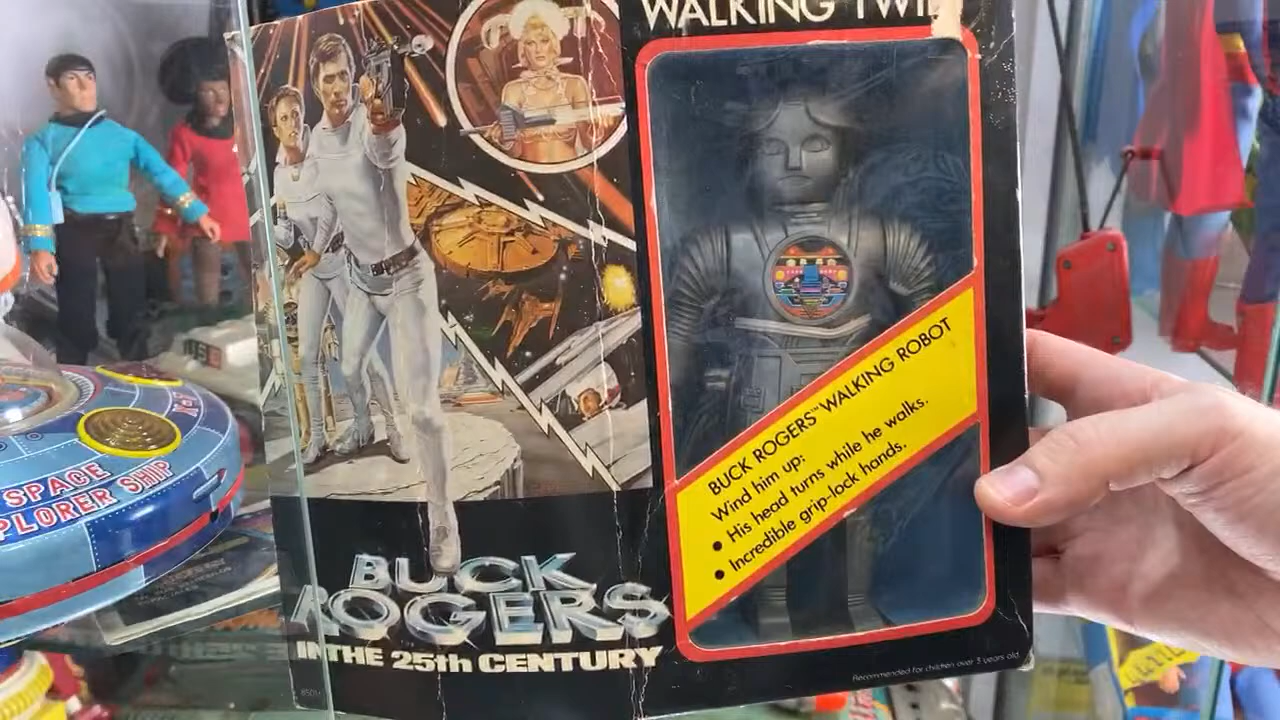 WALKING TWI
BUCK ROGERS™ WALKING ROBOT
Wind him up:
• His head turns while he walks.
• Incredible grip-lock hands.
BUCK
ROGERS
IN THE 25th CENTURY
Recommended for children over 3 years old.
SPACE
PLORER SHIP
X-8